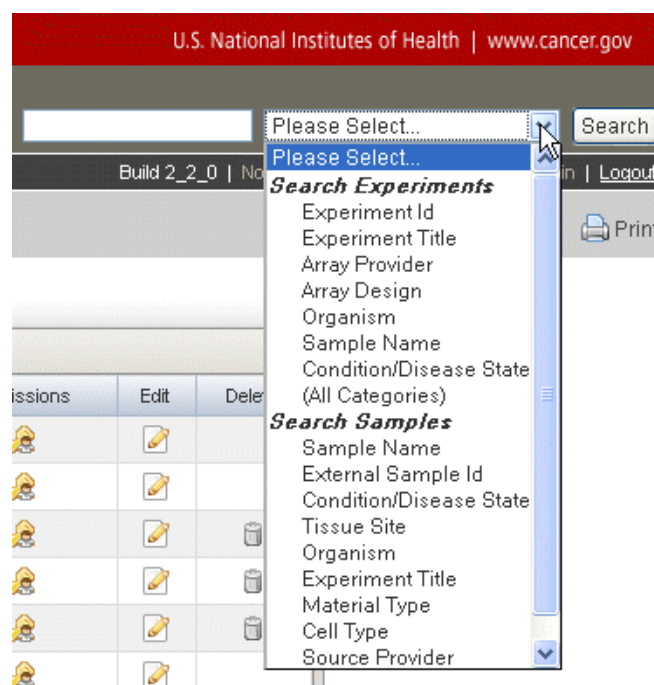 U.S. National Institutes of Health | www.cancer.gov
Please Select...
Search
Build 2_2_0 | No
in | Logout
Please Select...
Search Experiments
Experiment Id
Experiment Title
Array Provider
Array Design
Organism
Sample Name
Condition/Disease State
(All Categories)
Search Samples
Sample Name
External Sample Id
Condition/Disease State
Tissue Site
Organism
Experiment Title
Material Type
Cell Type
Source Provider
Print
issions
Edit
Dele